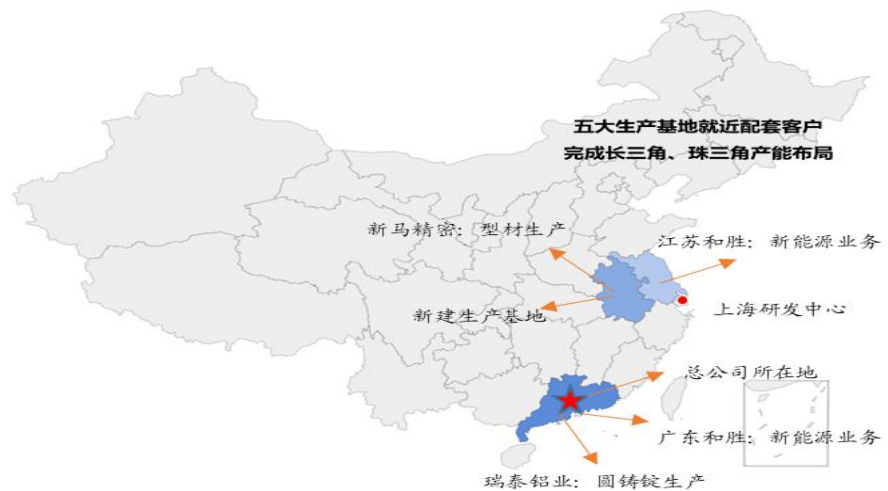 五大生产基地就近配套客户
完成长三角、珠三角产能布局
新马精密：型材生产
江苏和胜：新能源业务
新建生产基地
上海研发中心
总公司所在地
广东和胜：新能源业务
瑞泰铝业：圆铸锭生产